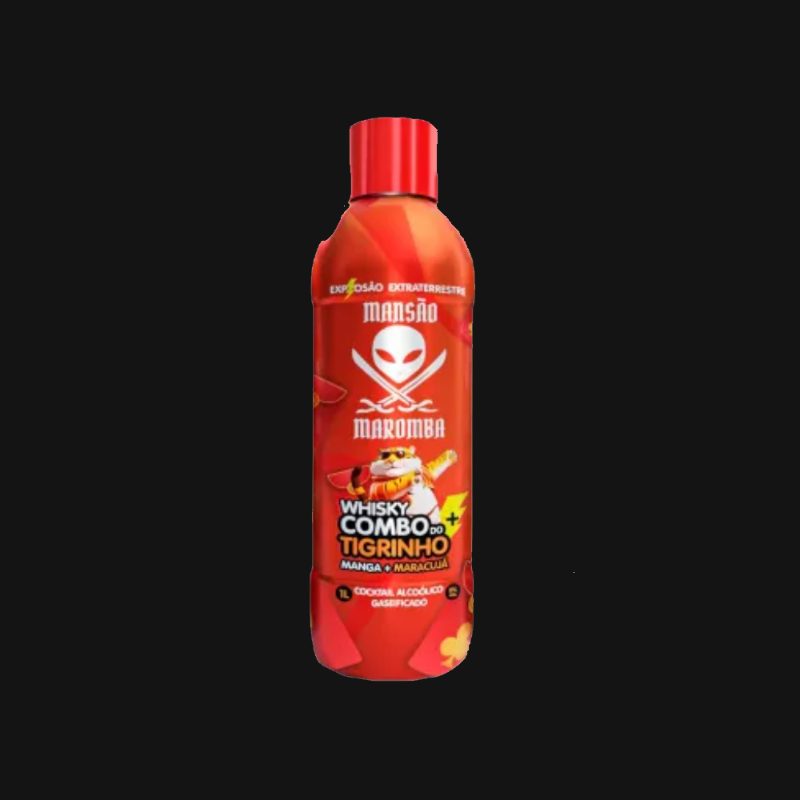 EXPLOSÃO EXTRATERRESTRE
MANSÃO
MAROMBA
WHISKY
COMBO DO
TIGRINHO
+
MANGA + MARACUJÁ
1L
COCKTAIL ALCOÓLICO
GASEIFICADO